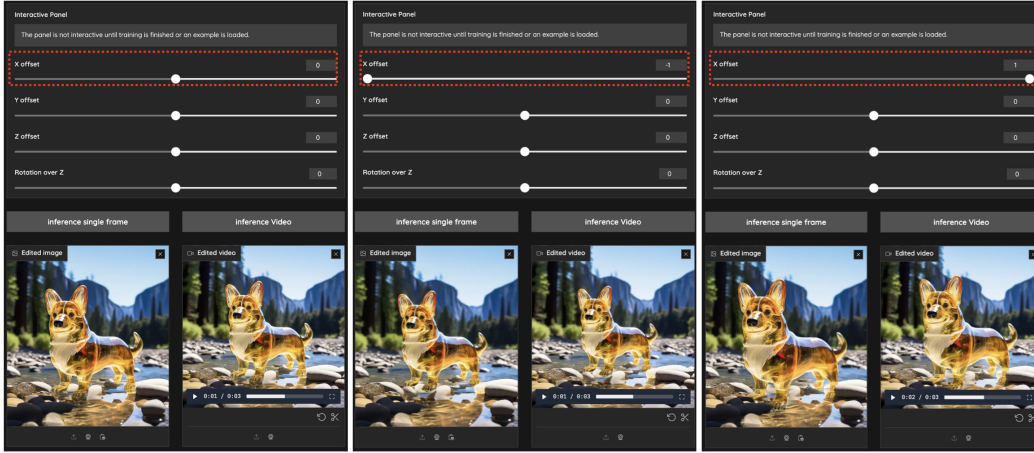 Interactive Panel
The panel is not interactive until training is finished or an example is loaded.
X offset
0
Y offset
0
Z offset
0
Rotation over Z
0
inference single frame
inference Video
Edited image
Edited video
0:01 / 0:03
Interactive Panel
The panel is not interactive until training is finished or an example is loaded.
X offset
-1
Y offset
0
Z offset
0
Rotation over Z
0
inference single frame
inference Video
Edited image
Edited video
0:01 / 0:03
Interactive Panel
The panel is not interactive until training is finished or an example is loaded.
X offset
1
Y offset
0
Z offset
0
Rotation over Z
0
inference single frame
inference Video
Edited image
Edited video
0:02 / 0:03